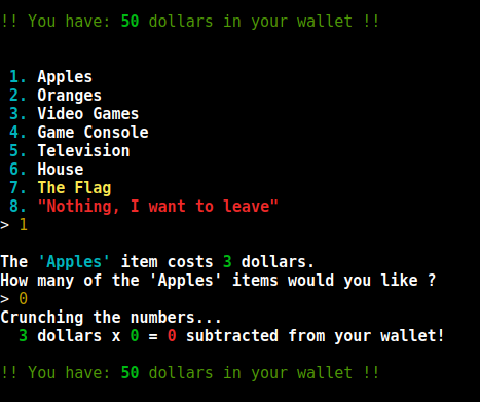 !! You have: 50 dollars in your wallet !!
1. Apples
2. Oranges
3. Video Games
4. Game Console
5. Television
6. House
7. The Flag
8. "Nothing, I want to leave"
> 1
The 'Apples' item costs 3 dollars.
How many of the 'Apples' items would you like ?
> 0
Crunching the numbers...
3 dollars x 0 = 0 subtracted from your wallet!
!! You have: 50 dollars in your wallet !!